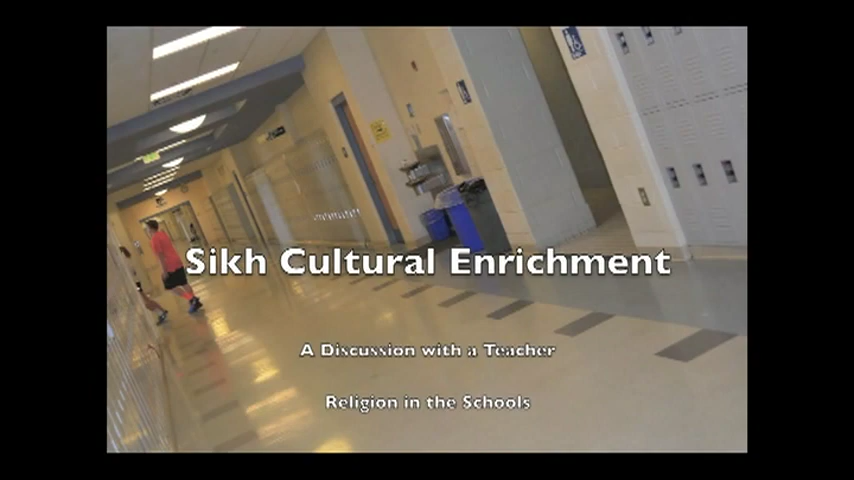 Sikh Cultural Enrichment
A Discussion with a Teacher
Religion in the Schools